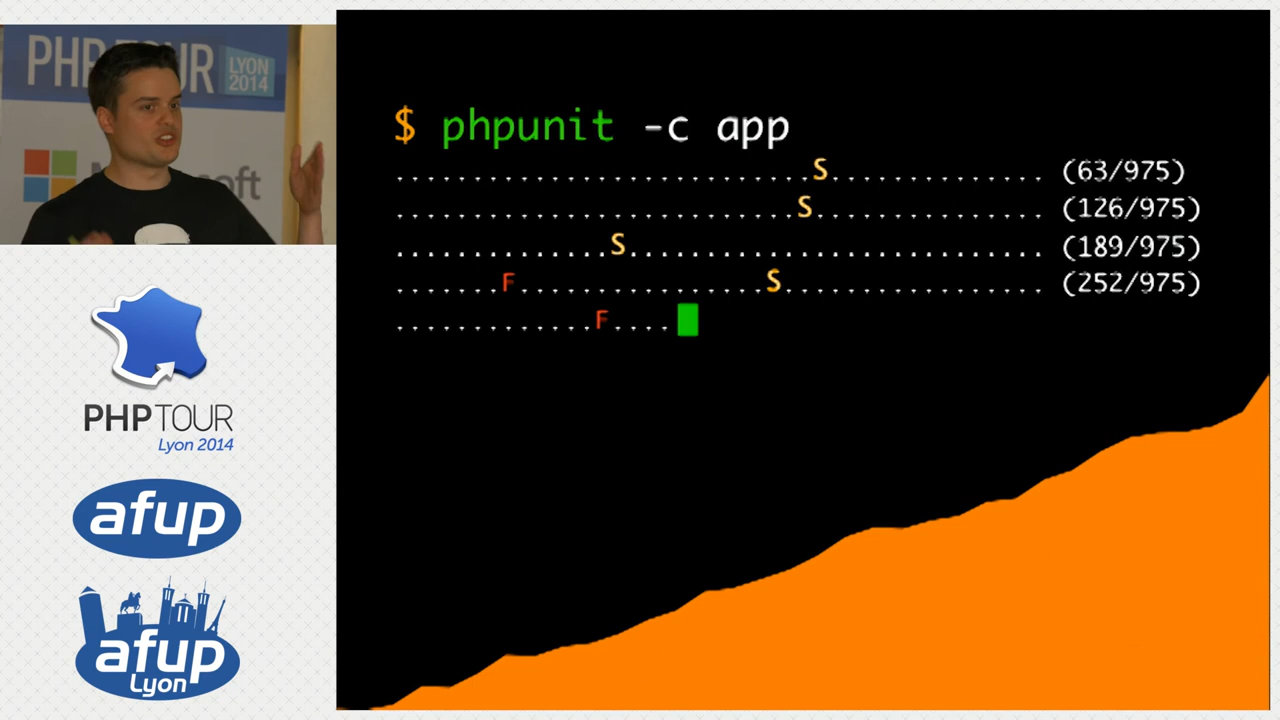 PHP TOUR
LYON
2014
Microsoft
$ phpunit -c app
...........................S.............. (63/975)
..........................S............... (126/975)
..............S........................... (189/975)
.......F................S................. (252/975)
.............F....
PHPTOUR
Lyon 2014
afup
afup
Lyon